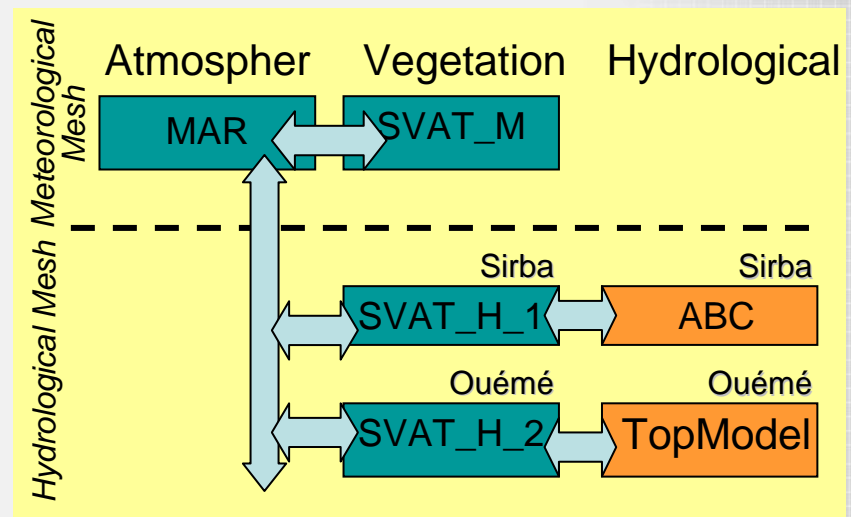 Atmospher Vegetation Hydrological
Meteorological
Mesh
MAR SVAT_M
Hydrological Mesh
Sirba Sirba
SVAT_H_1 ABC
Ouémé Ouémé
SVAT_H_2 TopModel